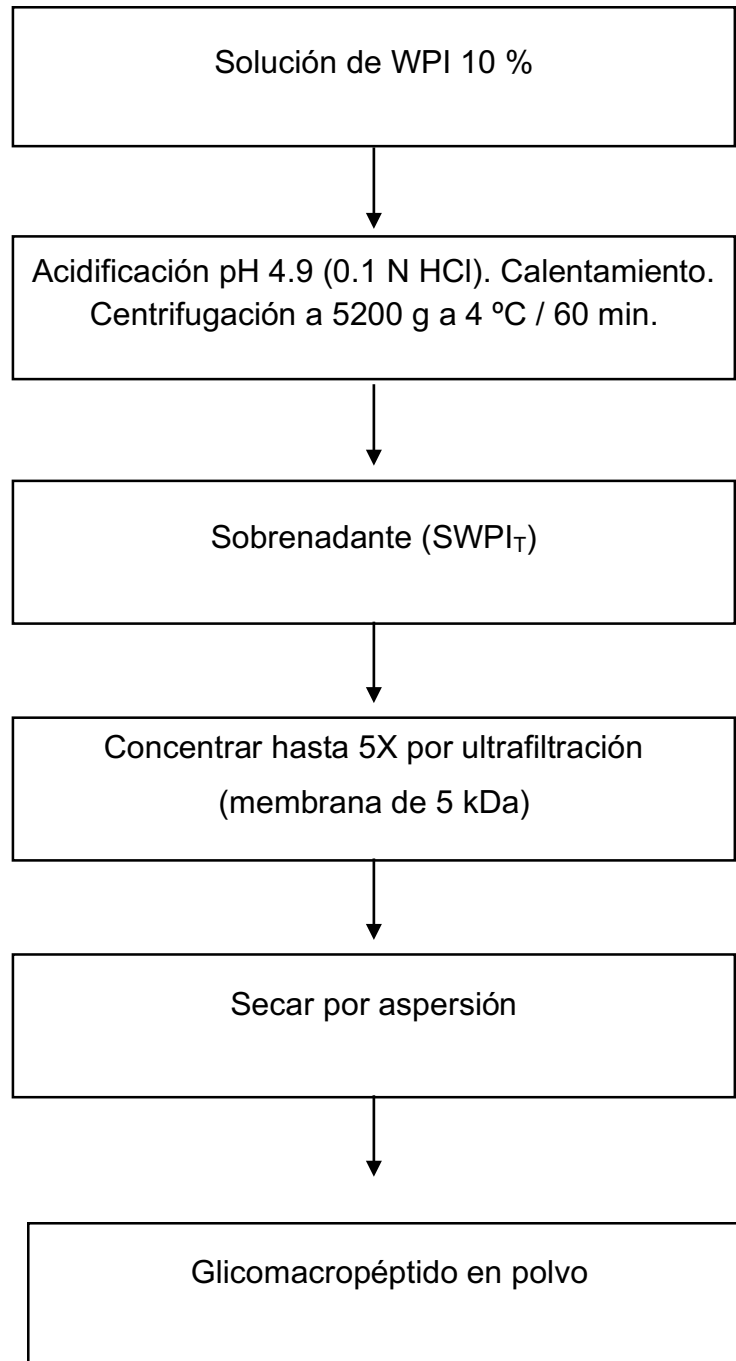 Solución de WPI 10 %
Acidificación pH 4.9 (0.1 N HCl). Calentamiento.
Centrifugación a 5200 g a 4 ºC / 60 min.
Sobrenadante (SWPIT)
Concentrar hasta 5X por ultrafiltración
(membrana de 5 kDa)
Secar por aspersión
Glicomacropéptido en polvo